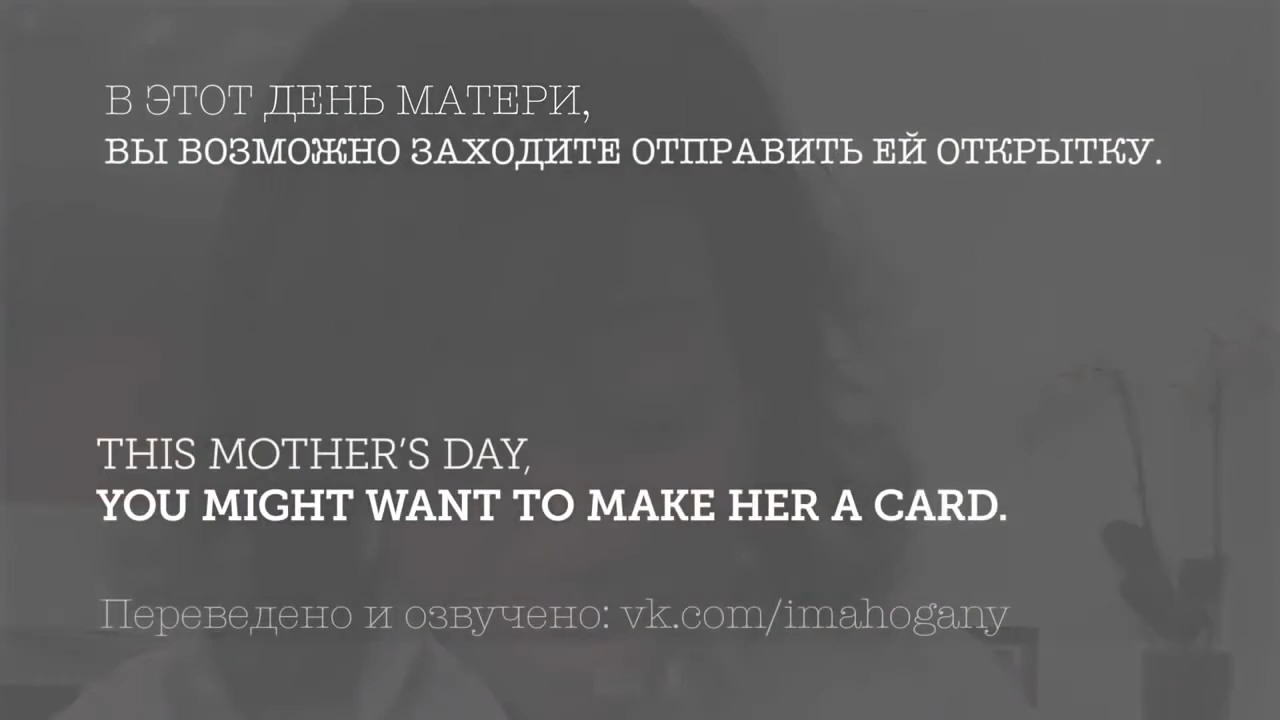 В ЭТОТ ДЕНЬ МАТЕРИ,
ВЫ ВОЗМОЖНО ЗАХОДИТЕ ОТПРАВИТЬ ЕЙ ОТКРЫТКУ.
THIS MOTHER'S DAY,
YOU MIGHT WANT TO MAKE HER A CARD.
Переведено и озвучено: vk.com/imahogany